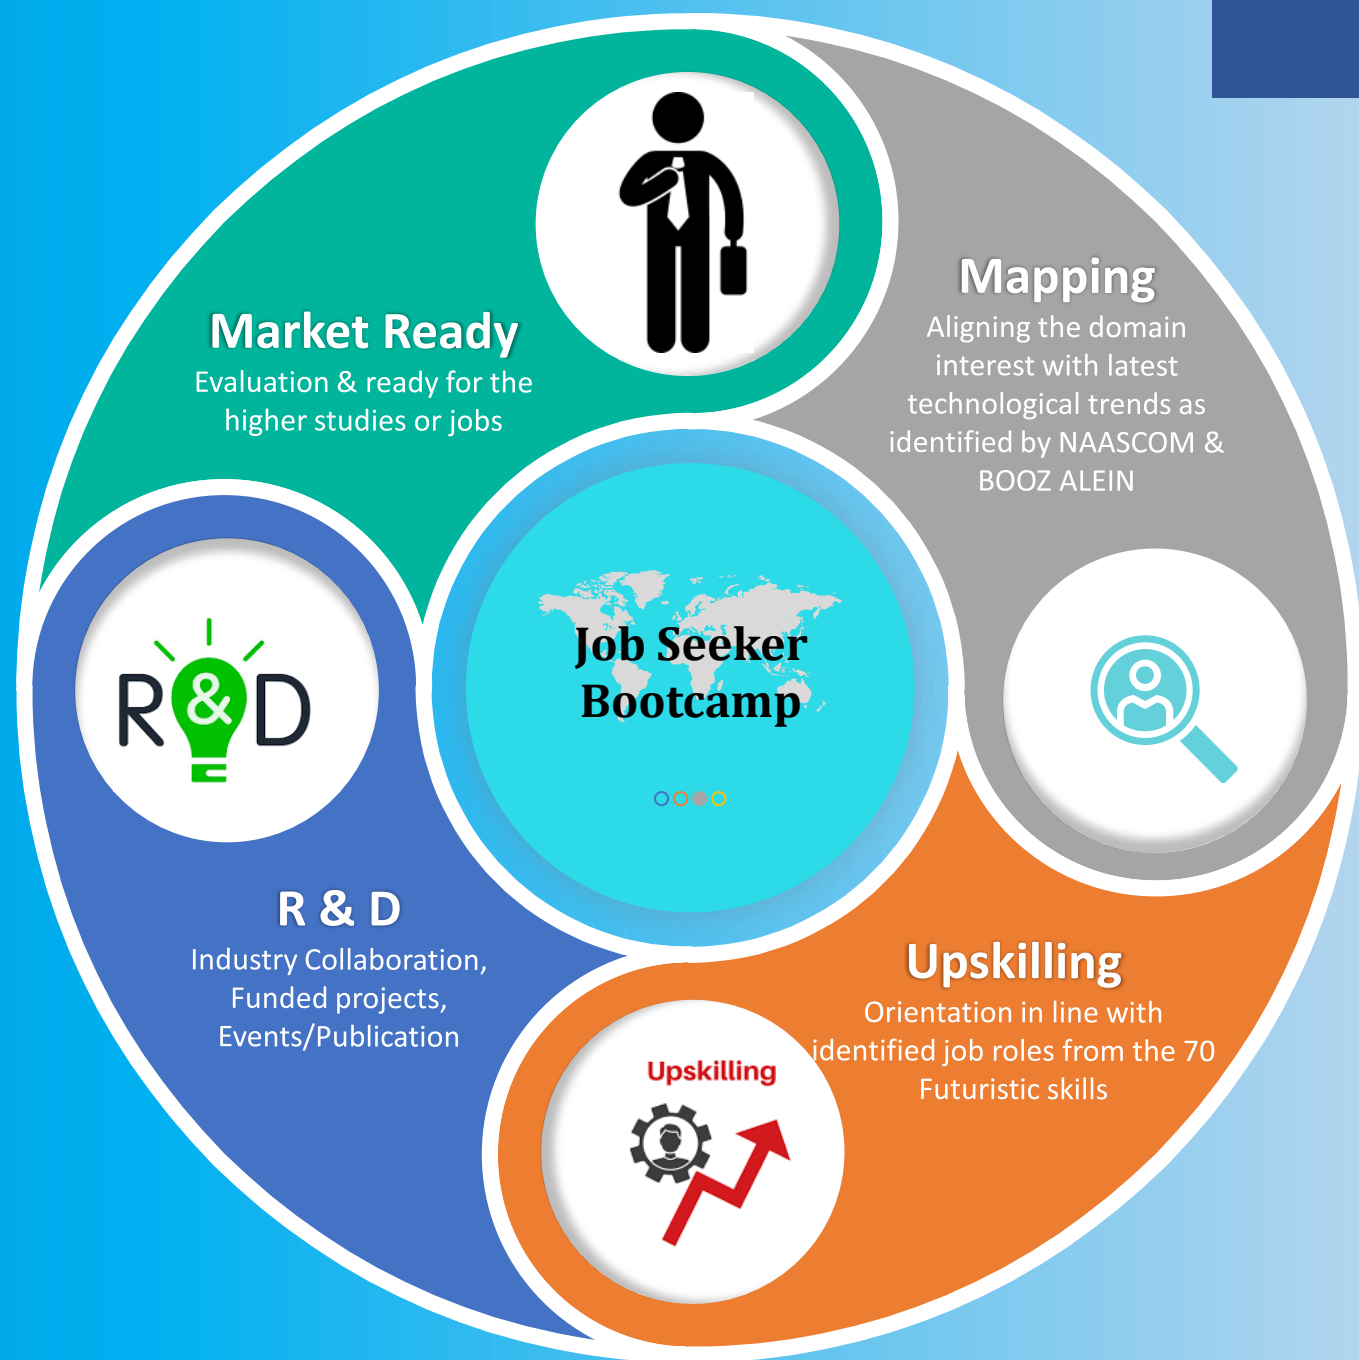 Market Ready
Evaluation & ready for the
higher studies or jobs
Mapping
Aligning the domain
interest with latest
technological trends as
identified by NAASCOM &
BOOZ ALEIN
Job Seeker
Bootcamp
R&D
R & D
Industry Collaboration,
Funded projects,
Events/Publication
Upskilling
Orientation in line with
identified job roles from the 70
Futuristic skills
Upskilling